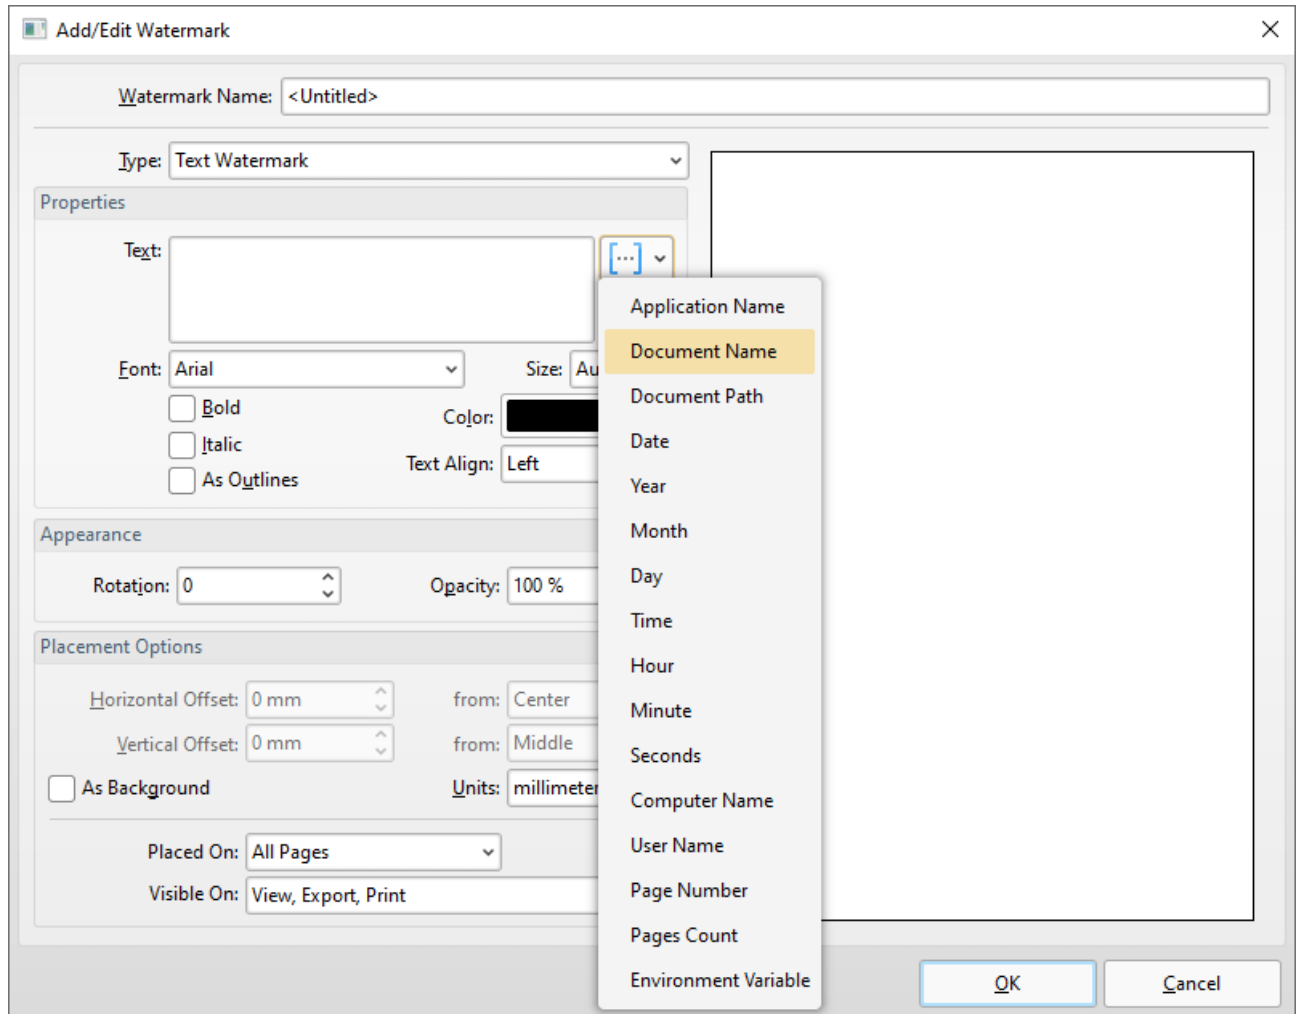 Add/Edit Watermark
Watermark Name: <Untitled>
Type: Text Watermark
Properties
Text:
Font: Arial
Size: Au
Bold
Italic
As Outlines
Color:
Text Align: Left
Appearance
Rotation: 0
Opacity: 100 %
Placement Options
Horizontal Offset: 0 mm
from: Center
Vertical Offset: 0 mm
from: Middle
As Background
Units: millimeter
Placed On: All Pages
Visible On: View, Export, Print
Application Name
Document Name
Document Path
Date
Year
Month
Day
Time
Hour
Minute
Seconds
Computer Name
User Name
Page Number
Pages Count
Environment Variable
OK
Cancel